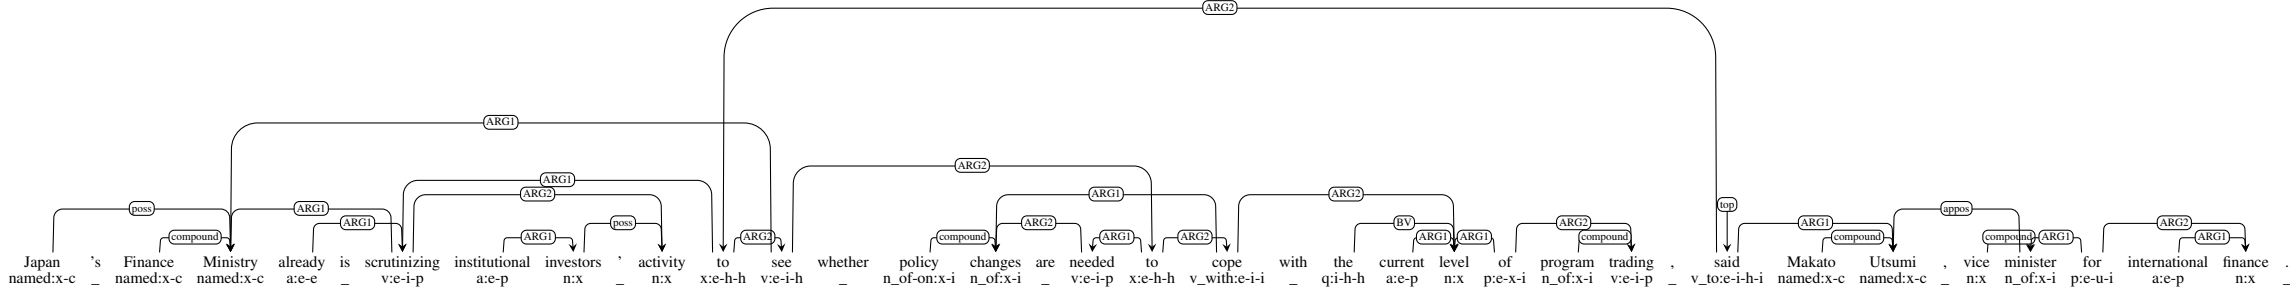 ARG2
ARG1
ARG2
ARG1
ARG2 ARG1 ARG2 top
poss ARG1 appos
ARG1 poss ARG2 BV ARG2 ARG1 ARG2
compound ARG1 ARG2 compound ARG1 ARG2 ARG1 ARG1 compound compound compound ARG1 ARG1
Japan 's Finance Ministry already is scrutinizing institutional investors ' activity to see whether policy changes are needed to cope with the current level of program trading , said Makato Utsumi , vice minister for international finance .
named:x-c _ named:x-c named:x-c a:e-e _ v:e-i-p a:e-p n:x _ n:x x:e-h-h v:e-i-h _ n_of-on:x-i n_of:x-i _ v:e-i-p x:e-h-h v_with:e-i-i _ q:i-h-h a:e-p n:x p:e-x-i n_of:x-i v:e-i-p _ v_to:e-i-h-i named:x-c named:x-c _ n:x n_of:x-i p:e-u-i a:e-p n:x _